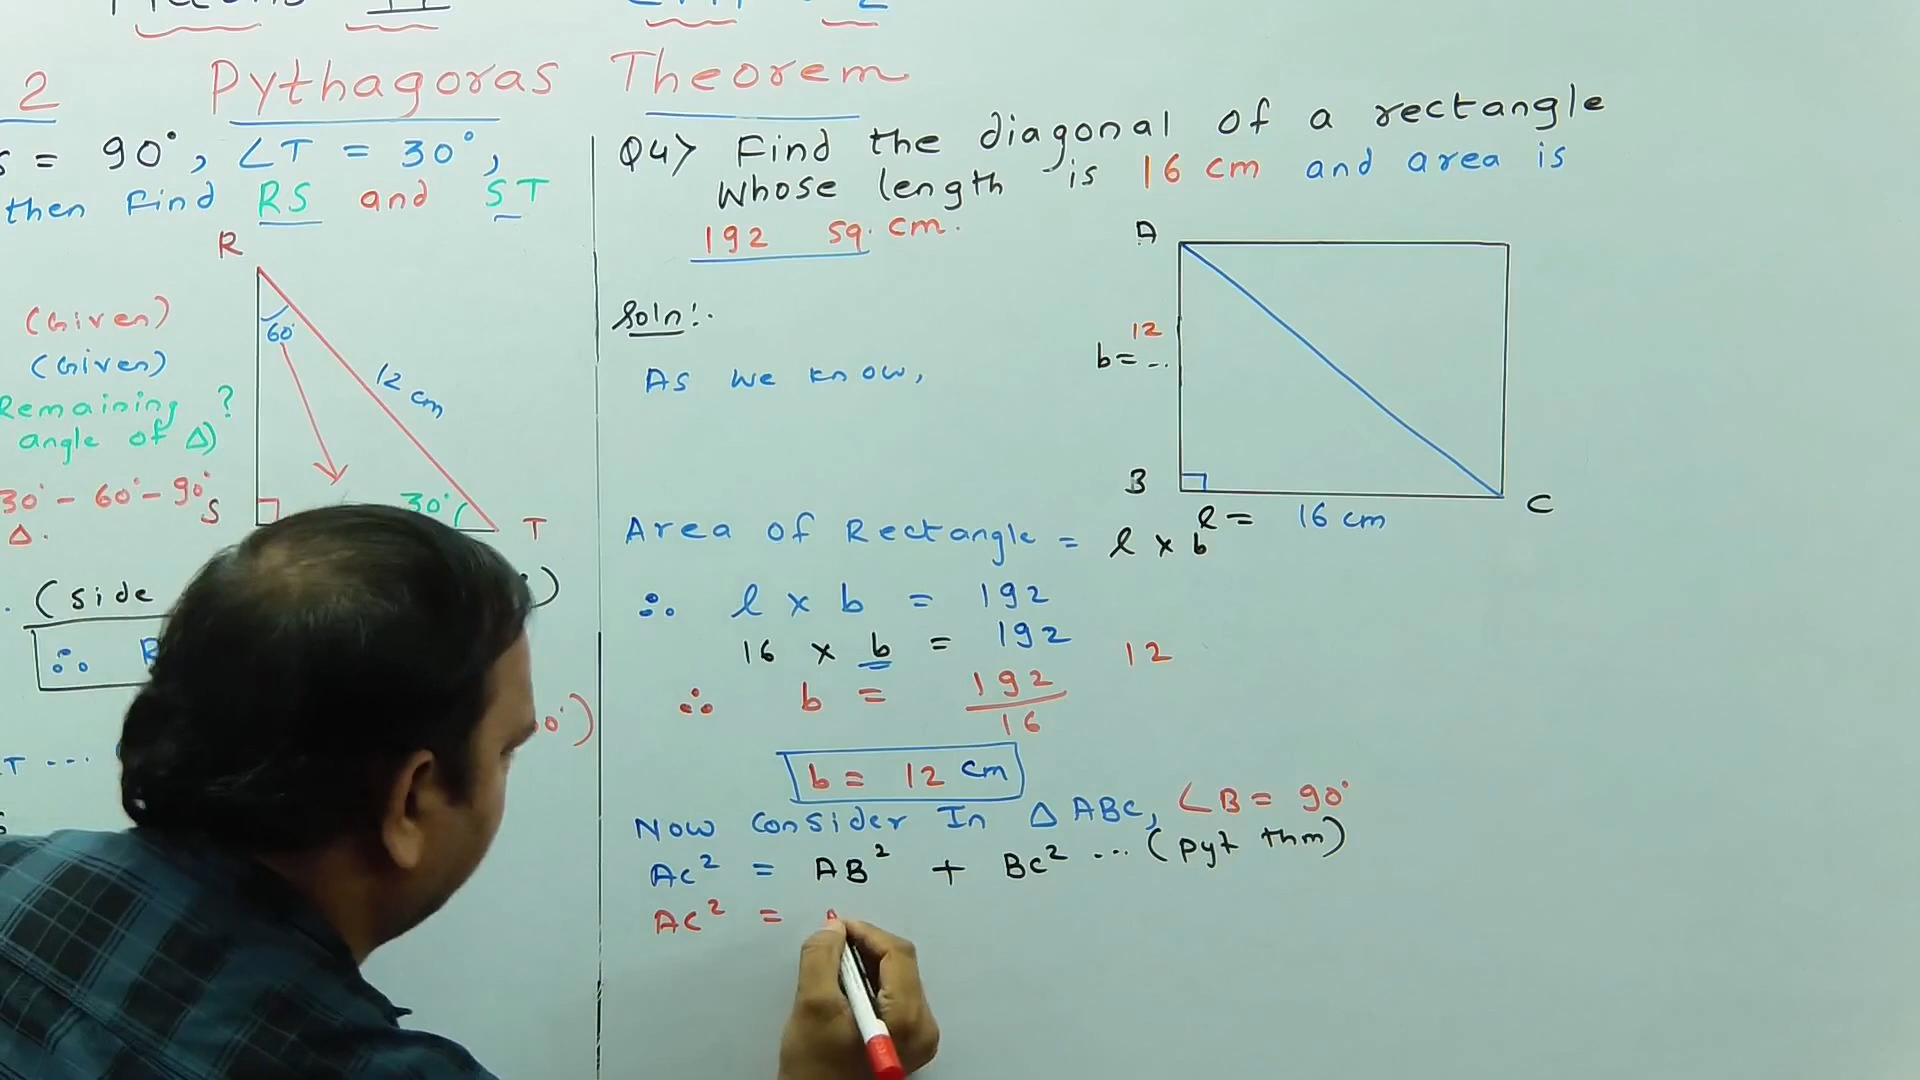 2 Pythagoras Theorem
= 90°, ∠T = 30°,
then find RS and ST
R
(Given)
60°
(Given)
12 cm
Remaining ?
angle of Δ)
30° - 60° - 90°
Δ.
S
30°
T
(side
)
∴
Q4> Find the diagonal of a rectangle
whose length is 16 cm and area is
192 sq. cm.
Soln:.
A
12
b= ...
B
C
l = 16 cm
As we know,
Area of Rectangle = l x b
∴ l x b = 192
16 x b = 192
12
∴ b = 192
16
b = 12 cm
Now consider In Δ ABC, ∠B = 90°
AC² = AB² + BC² ... (pyt thm)
AC² =